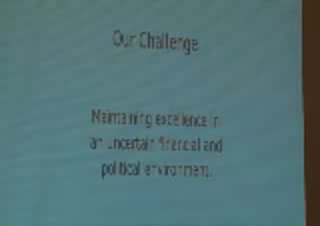 Our Challenge
Maintaining excellence in
an uncertain financial and
political environment.